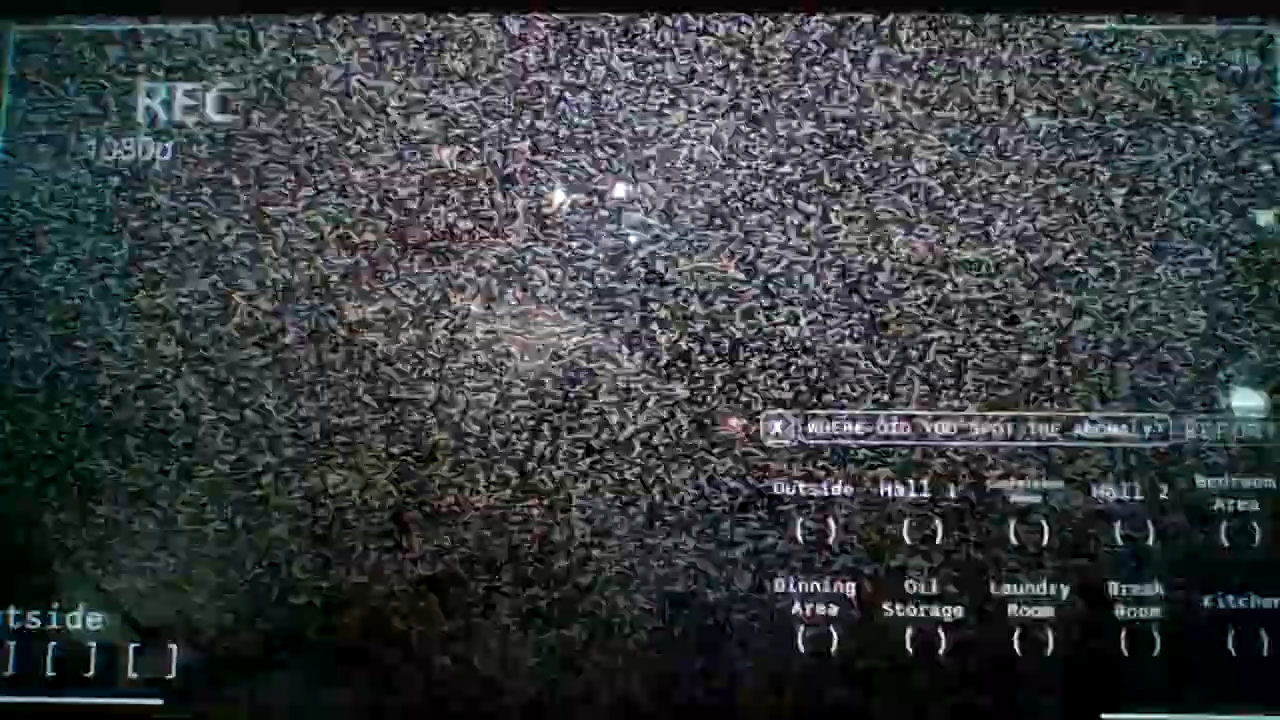 REC
1080p
X WHERE DID YOU SPOT THE ANOMALY?
Outside Hall 1 Hall 2 Bedroom Area
( ) ( ) ( ) ( ) ( )
Dinning Area Oil Storage Laundry Room Break Room Kitchen
( ) ( ) ( ) ( ) ( )
tside
] [ ] [ ]